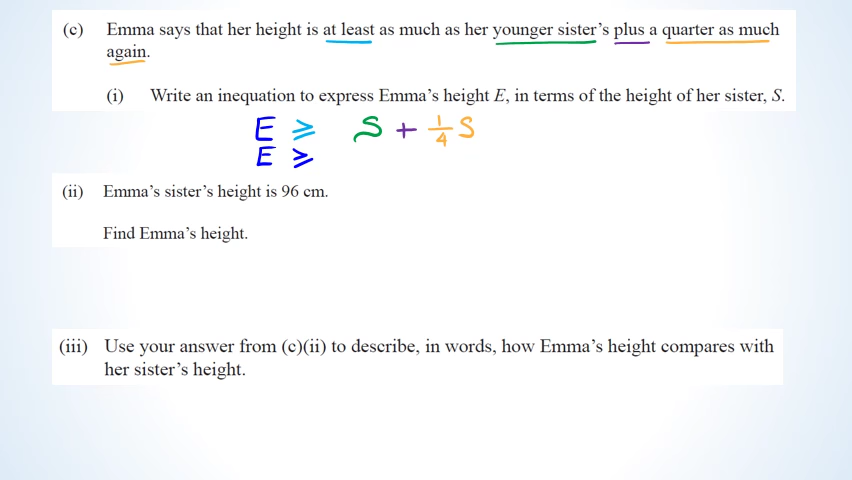 (c) Emma says that her height is at least as much as her younger sister's plus a quarter as much
again.
(i) Write an inequation to express Emma's height E, in terms of the height of her sister, S.
E ⩾ S + 1/4 S
E ⩾
(ii) Emma's sister's height is 96 cm.
Find Emma's height.
(iii) Use your answer from (c)(ii) to describe, in words, how Emma's height compares with
her sister's height.